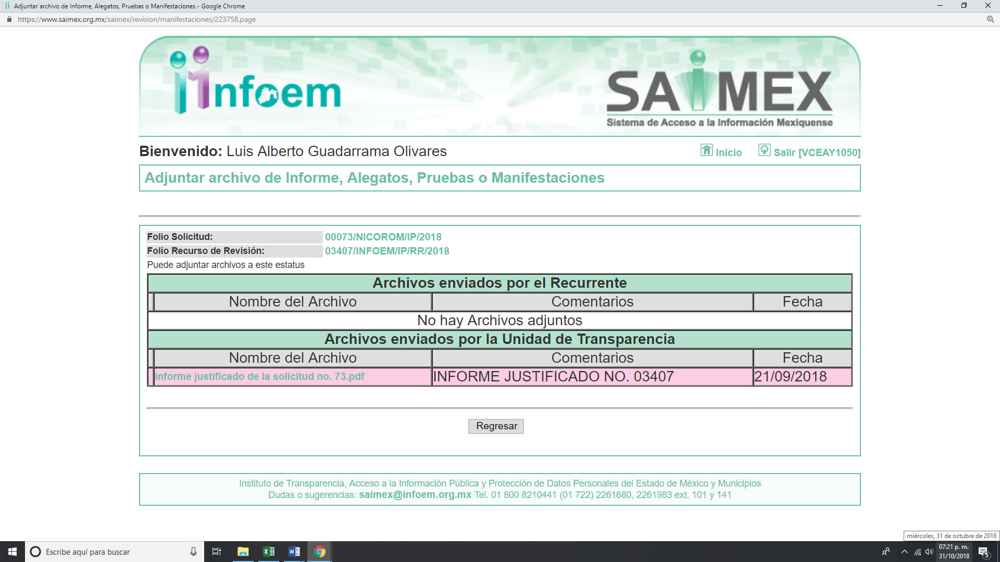 Adjuntar archivo de Informe, Alegatos, Pruebas o Manifestaciones - Google Chrome
https://www.saimex.org.mx/saimex/revision/manifestaciones/223758.page
infoem
SAIMEX
Sistema de Acceso a la Información Mexiquense
Bienvenido: Luis Alberto Guadarrama Olivares
Inicio
Salir [VCEAY1050]
Adjuntar archivo de Informe, Alegatos, Pruebas o Manifestaciones
Folio Solicitud: 00073/NICOROM/IP/2018
Folio Recurso de Revisión: 03407/INFOEM/IP/RR/2018
Puede adjuntar archivos a este estatus
Archivos enviados por el Recurrente
Nombre del Archivo Comentarios Fecha
No hay Archivos adjuntos
Archivos enviados por la Unidad de Transparencia
Nombre del Archivo Comentarios Fecha
informe justificado de la solicitud no. 73.pdf INFORME JUSTIFICADO NO. 03407 21/09/2018
Regresar
Instituto de Transparencia, Acceso a la Información Pública y Protección de Datos Personales del Estado de México y Municipios
Dudas o sugerencias: saimex@infoem.org.mx Tel. 01 800 8210441 (01 722) 2261680, 2261983 ext. 101 y 141
miércoles, 31 de octubre de 2018
Escribe aquí para buscar
07:21 p. m.
31/10/2018
5